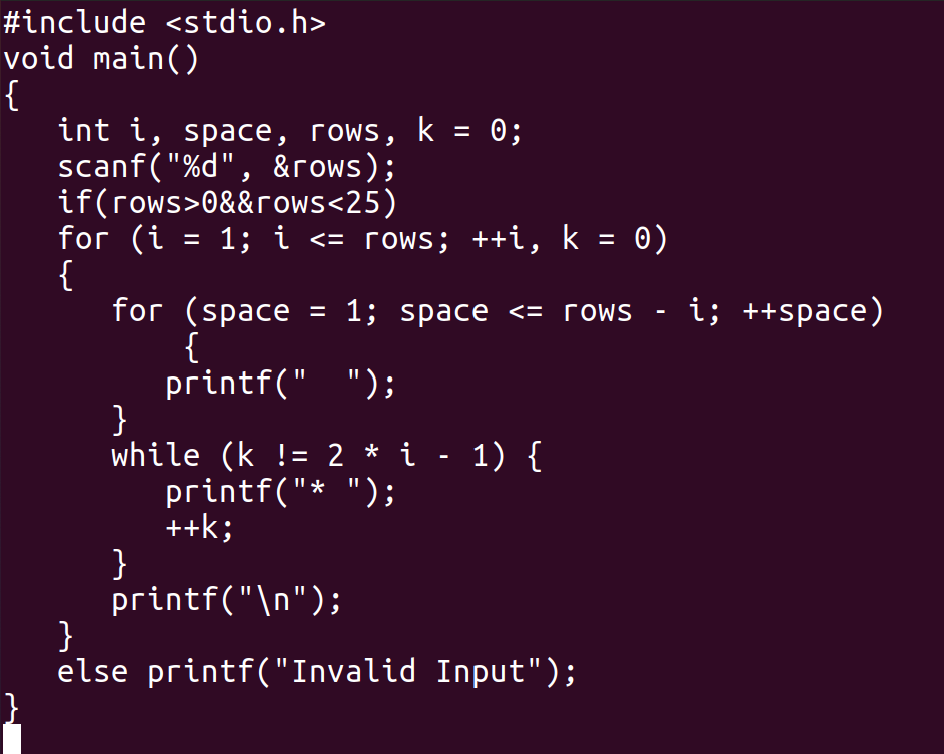 #include <stdio.h>
void main()
{
   int i, space, rows, k = 0;
   scanf("%d", &rows);
   if(rows>0&&rows<25)
   for (i = 1; i <= rows; ++i, k = 0)
   {
      for (space = 1; space <= rows - i; ++space)
          {
         printf("  ");
      }
      while (k != 2 * i - 1) {
         printf("* ");
         ++k;
      }
      printf("\n");
   }
   else printf("Invalid Input");
}